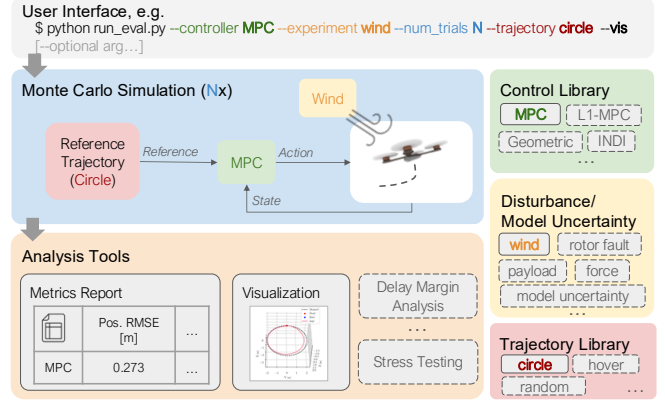 User Interface, e.g.
$ python run_eval.py --controller MPC --experiment wind --num_trials N --trajectory circle --vis
[--optional arg…]
Monte Carlo Simulation (Nx)
Wind
Reference
Trajectory
(Circle)
Reference
MPC
Action
State
Control Library
MPC
L1-MPC
Geometric
INDI
…
Disturbance/
Model Uncertainty
wind
rotor fault
payload
force
model uncertainty
…
Trajectory Library
circle
hover
random
…
Analysis Tools
Metrics Report
Pos. RMSE
[m]
…
MPC
0.273
…
Visualization
Delay Margin
Analysis
…
Stress Testing